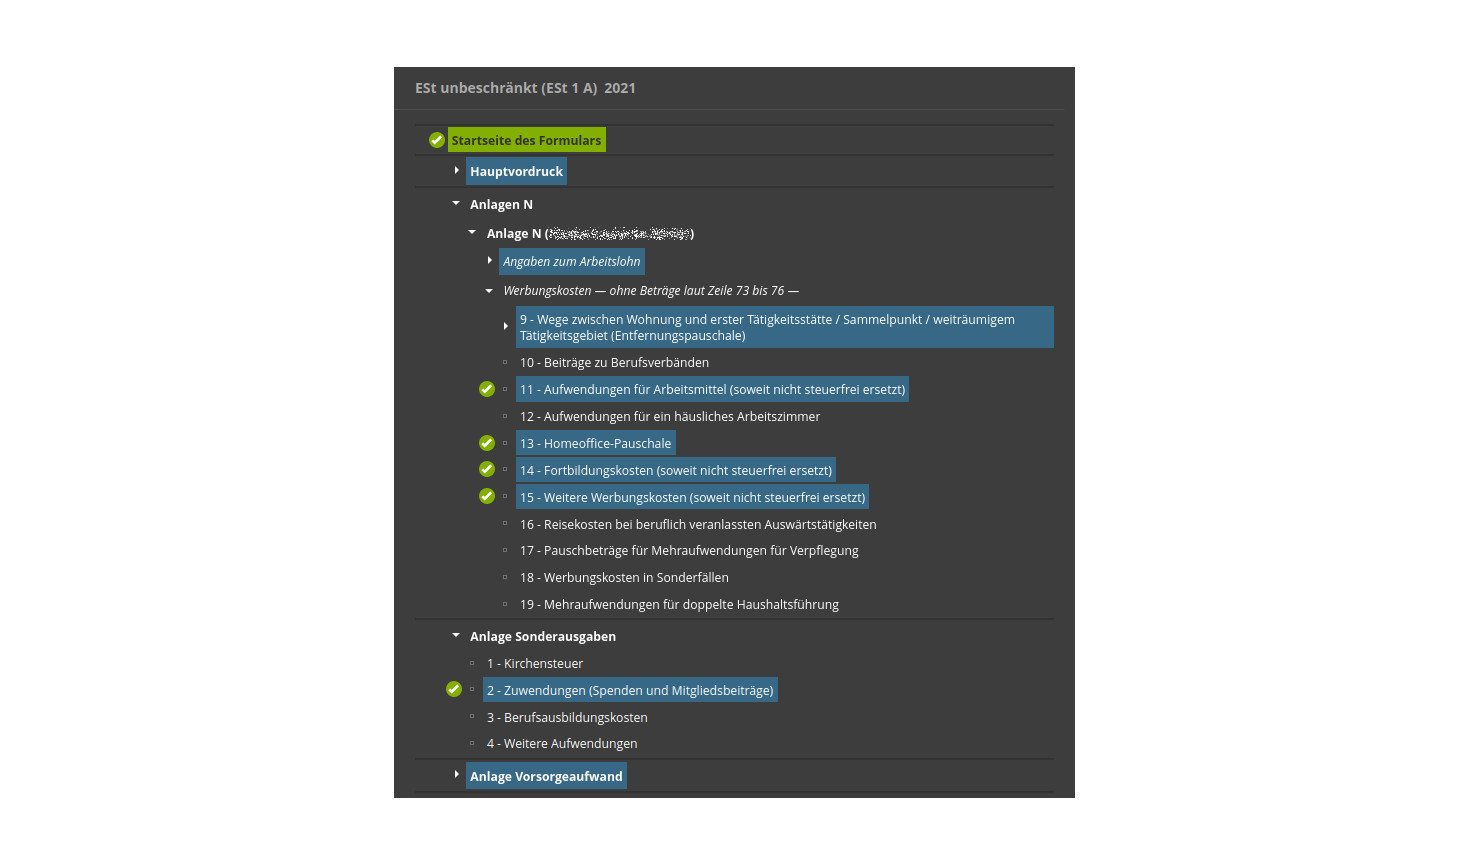 ESt unbeschränkt (ESt 1 A) 2021
Startseite des Formulars
Hauptvordruck
Anlagen N
Anlage N ( )
Angaben zum Arbeitslohn
Werbungskosten — ohne Beträge laut Zeile 73 bis 76 —
9 - Wege zwischen Wohnung und erster Tätigkeitsstätte / Sammelpunkt / weiträumigem
Tätigkeitsgebiet (Entfernungspauschale)
10 - Beiträge zu Berufsverbänden
11 - Aufwendungen für Arbeitsmittel (soweit nicht steuerfrei ersetzt)
12 - Aufwendungen für ein häusliches Arbeitszimmer
13 - Homeoffice-Pauschale
14 - Fortbildungskosten (soweit nicht steuerfrei ersetzt)
15 - Weitere Werbungskosten (soweit nicht steuerfrei ersetzt)
16 - Reisekosten bei beruflich veranlassten Auswärtstätigkeiten
17 - Pauschbeträge für Mehraufwendungen für Verpflegung
18 - Werbungskosten in Sonderfällen
19 - Mehraufwendungen für doppelte Haushaltsführung
Anlage Sonderausgaben
1 - Kirchensteuer
2 - Zuwendungen (Spenden und Mitgliedsbeiträge)
3 - Berufsausbildungskosten
4 - Weitere Aufwendungen
Anlage Vorsorgeaufwand